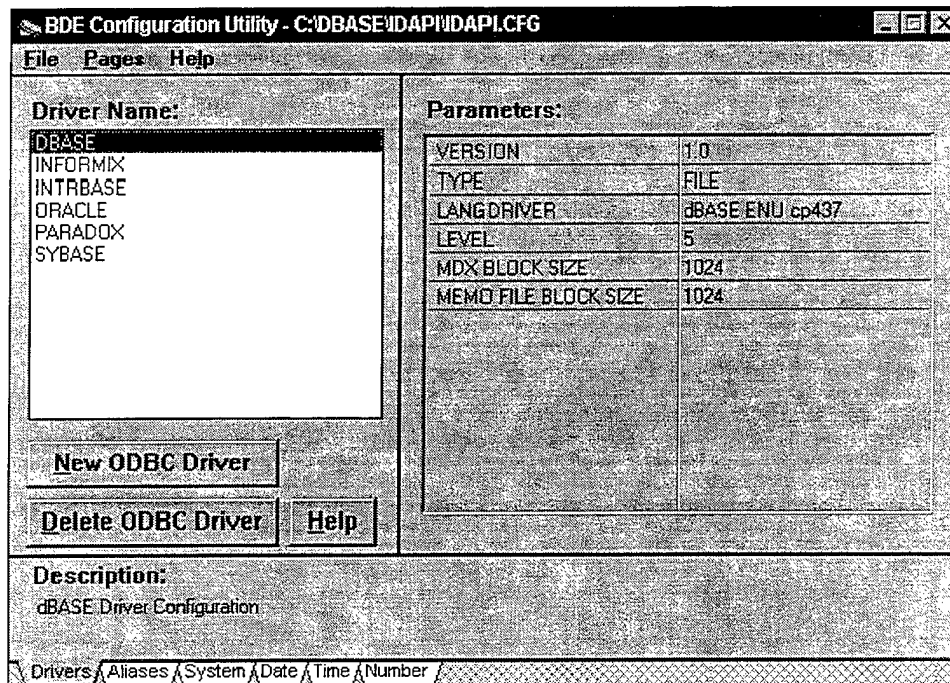 BDE Configuration Utility - C:\DBASE\IDAPI\IDAPI.CFG
File Pages Help
Driver Name:
DBASE
INFORMIX
INTRBASE
ORACLE
PARADOX
SYBASE
New ODBC Driver
Delete ODBC Driver Help
Parameters:
VERSION 1.0
TYPE FILE
LANGDRIVER dBASE ENU cp437
LEVEL 5
MDX BLOCK SIZE 1024
MEMO FILE BLOCK SIZE 1024
Description:
dBASE Driver Configuration
Drivers Aliases System Date Time Number